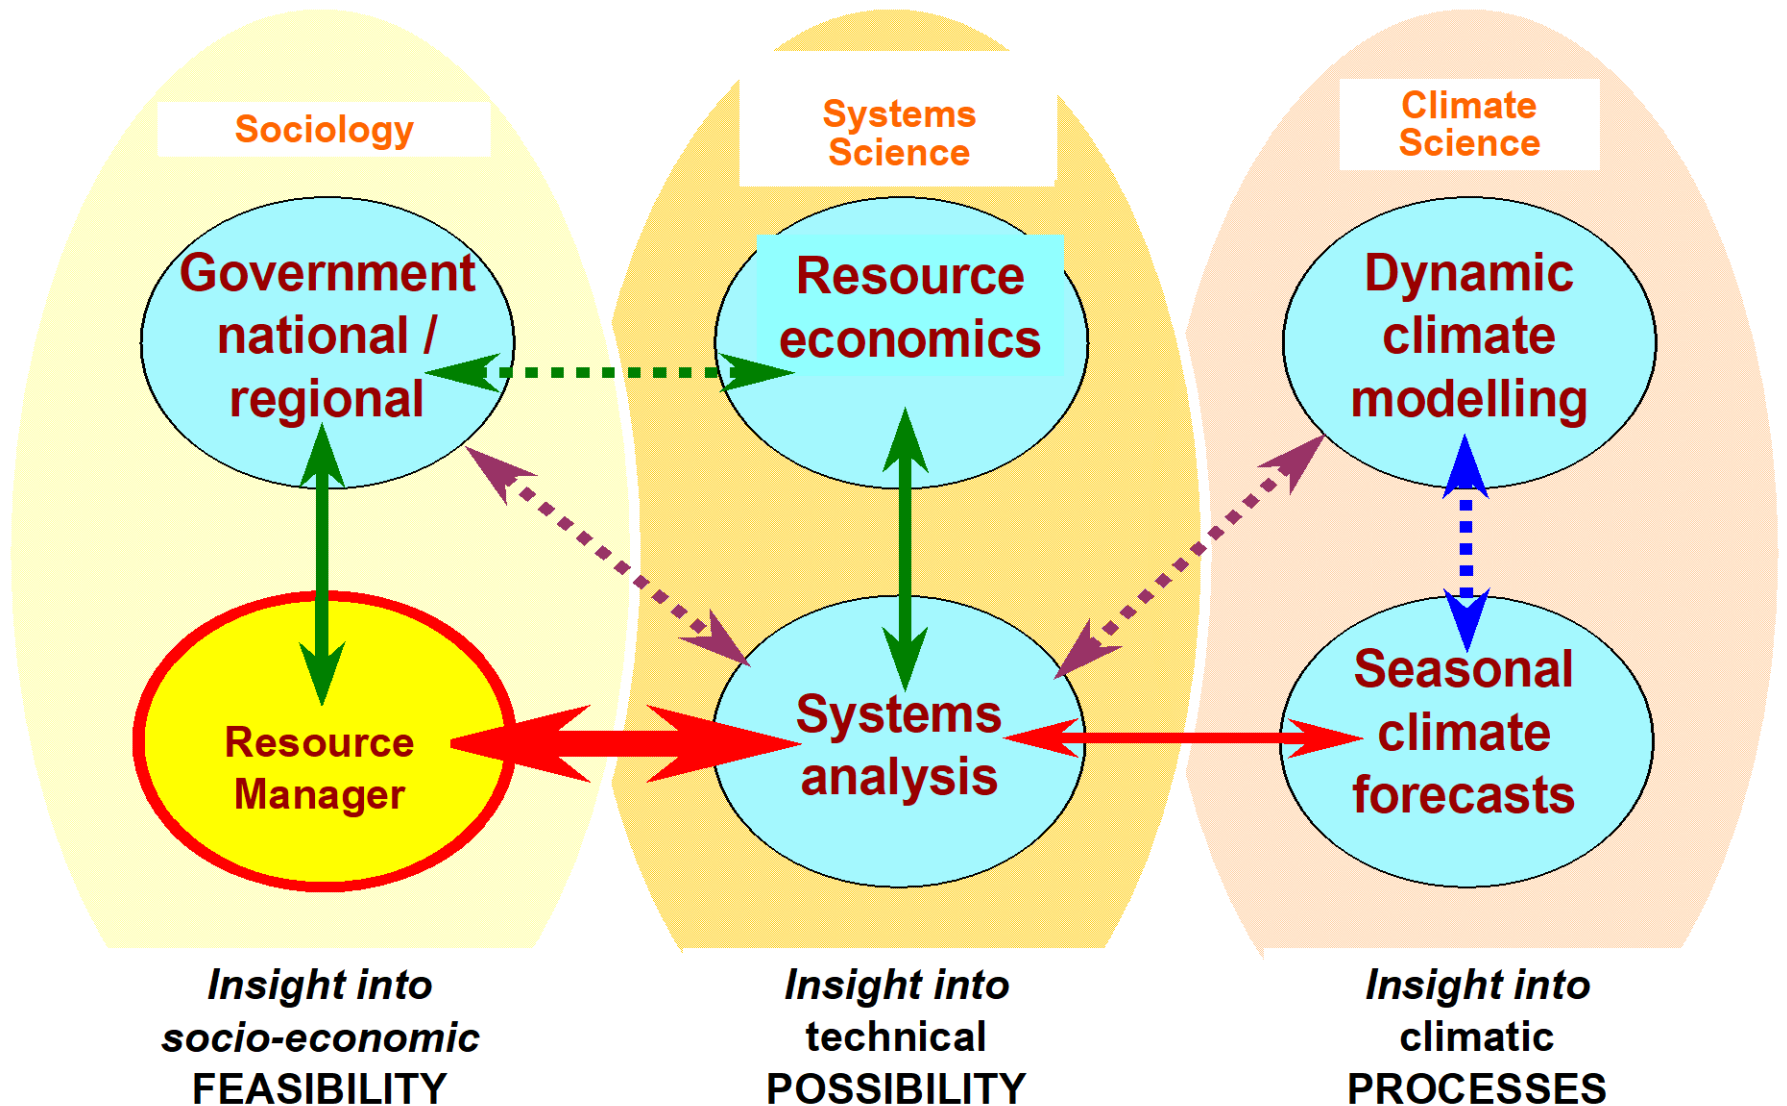 Sociology
Systems
Science
Climate
Science
Government
national /
regional
Resource
economics
Dynamic
climate
modelling
Resource
Manager
Systems
analysis
Seasonal
climate
forecasts
Insight into
socio-economic
FEASIBILITY
Insight into
technical
POSSIBILITY
Insight into
climatic
PROCESSES